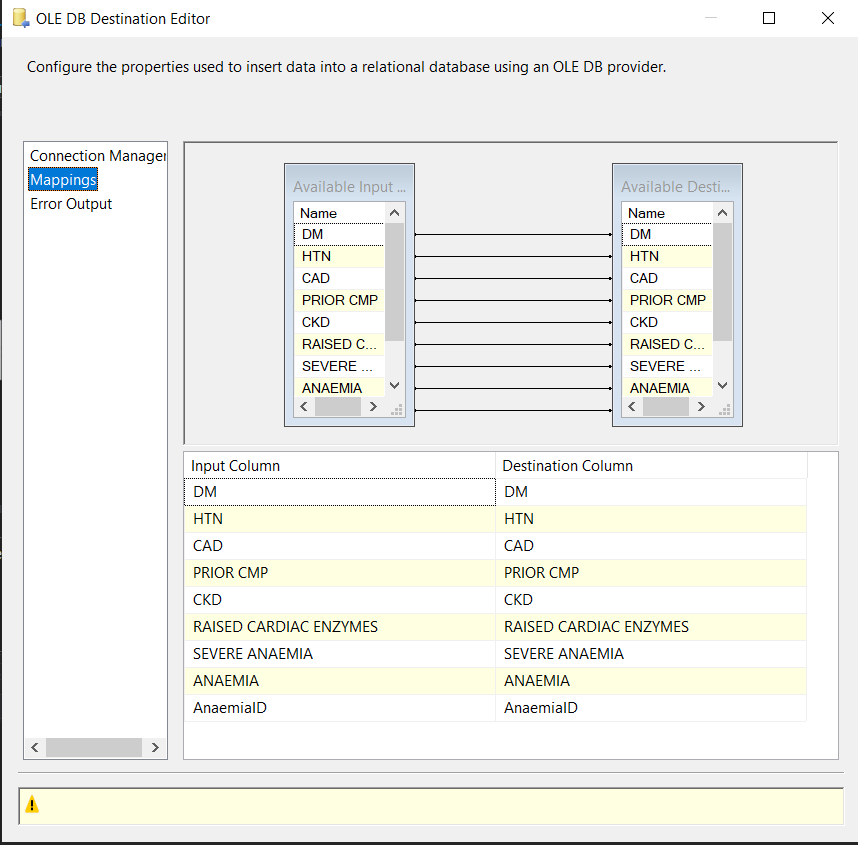 OLE DB Destination Editor
Configure the properties used to insert data into a relational database using an OLE DB provider.
Connection Manager
Mappings
Error Output
Available Input ...
Name
DM
HTN
CAD
PRIOR CMP
CKD
RAISED C...
SEVERE ...
ANAEMIA
Available Desti...
Name
DM
HTN
CAD
PRIOR CMP
CKD
RAISED C...
SEVERE ...
ANAEMIA
Input Column Destination Column
DM DM
HTN HTN
CAD CAD
PRIOR CMP PRIOR CMP
CKD CKD
RAISED CARDIAC ENZYMES RAISED CARDIAC ENZYMES
SEVERE ANAEMIA SEVERE ANAEMIA
ANAEMIA ANAEMIA
AnaemiaID AnaemiaID